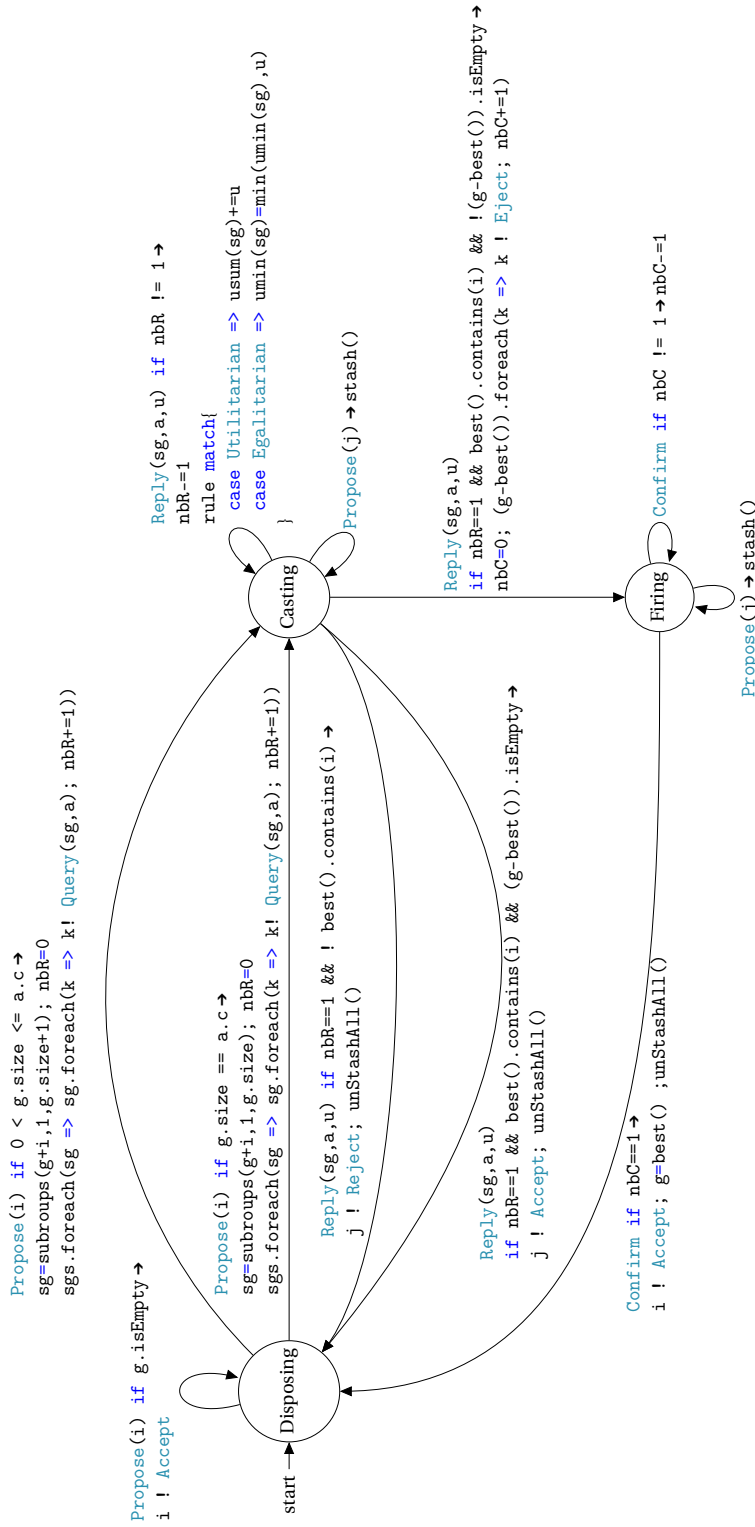 Propose(i) if g.isEmpty→
i ! Accept
Propose(i) if 0 < g.size <= a.c→
sg=subroups(g+i,1,g.size+1); nbR=0
sgs.foreach(sg => sg.foreach(k => k! Query(sg,a); nbR+=1))
Reply(sg,a,u) if nbR != 1→
nbR-=1
rule match{
case Utilitarian => usum(sg)+=u
case Egalitarian => umin(sg)=min(umin(sg),u)
}
Propose(j)→stash()
start
Disposing
Casting
Propose(i) if g.size == a.c→
sg=subroups(g+i,1,g.size); nbR=0
sgs.foreach(sg => sg.foreach(k => k! Query(sg,a); nbR+=1))
Reply(sg,a,u) if nbR==1 && ! best().contains(i)→
j ! Reject; unStashAll()
Reply(sg,a,u)
if nbR==1 && best().contains(i) && !(g-best()).isEmpty→
nbC=0; (g-best()).foreach(k => k ! Eject; nbC+=1)
Reply(sg,a,u)
if nbR==1 && best().contains(i) && (g-best()).isEmpty→
j ! Accept; unStashAll()
Confirm if nbC==1→
i ! Accept; g=best() ;unStashAll()
Firing
Confirm if nbC != 1→nbC-=1
Propose(j)→stash()